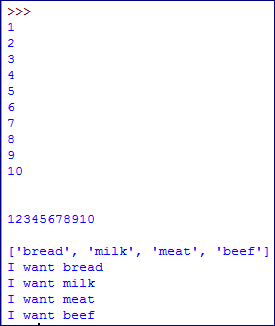 >>>
1
2
3
4
5
6
7
8
9
10
12345678910
['bread', 'milk', 'meat', 'beef']
I want bread
I want milk
I want meat
I want beef